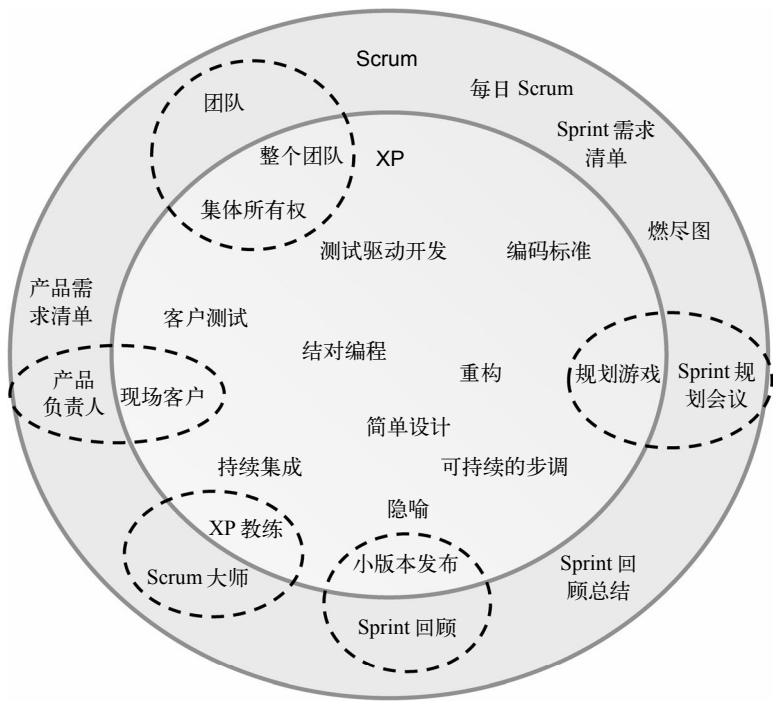 Scrum
每日 Scrum
团队
Sprint 需求
清单
整个团队
XP
集体所有权
燃尽图
测试驱动开发
编码标准
产品需
求清单
客户测试
结对编程
重构
规划游戏
Sprint 规
划会议
产品
负责人
现场客户
简单设计
持续集成
可持续的步调
隐喻
XP 教练
小版本发布
Scrum 大师
Sprint 回
顾总结
Sprint 回顾